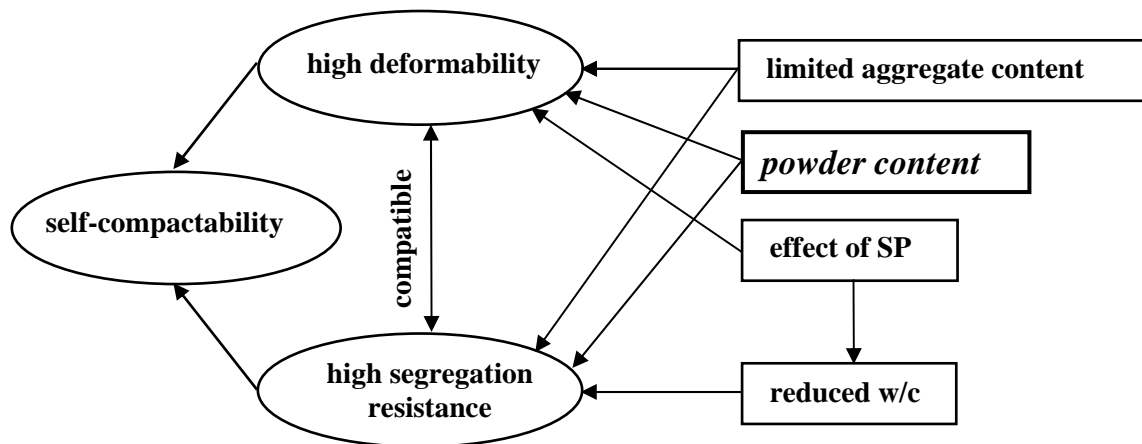 high deformability
limited aggregate content
powder content
self-compactability
compatible
effect of SP
high segregation
resistance
reduced w/c